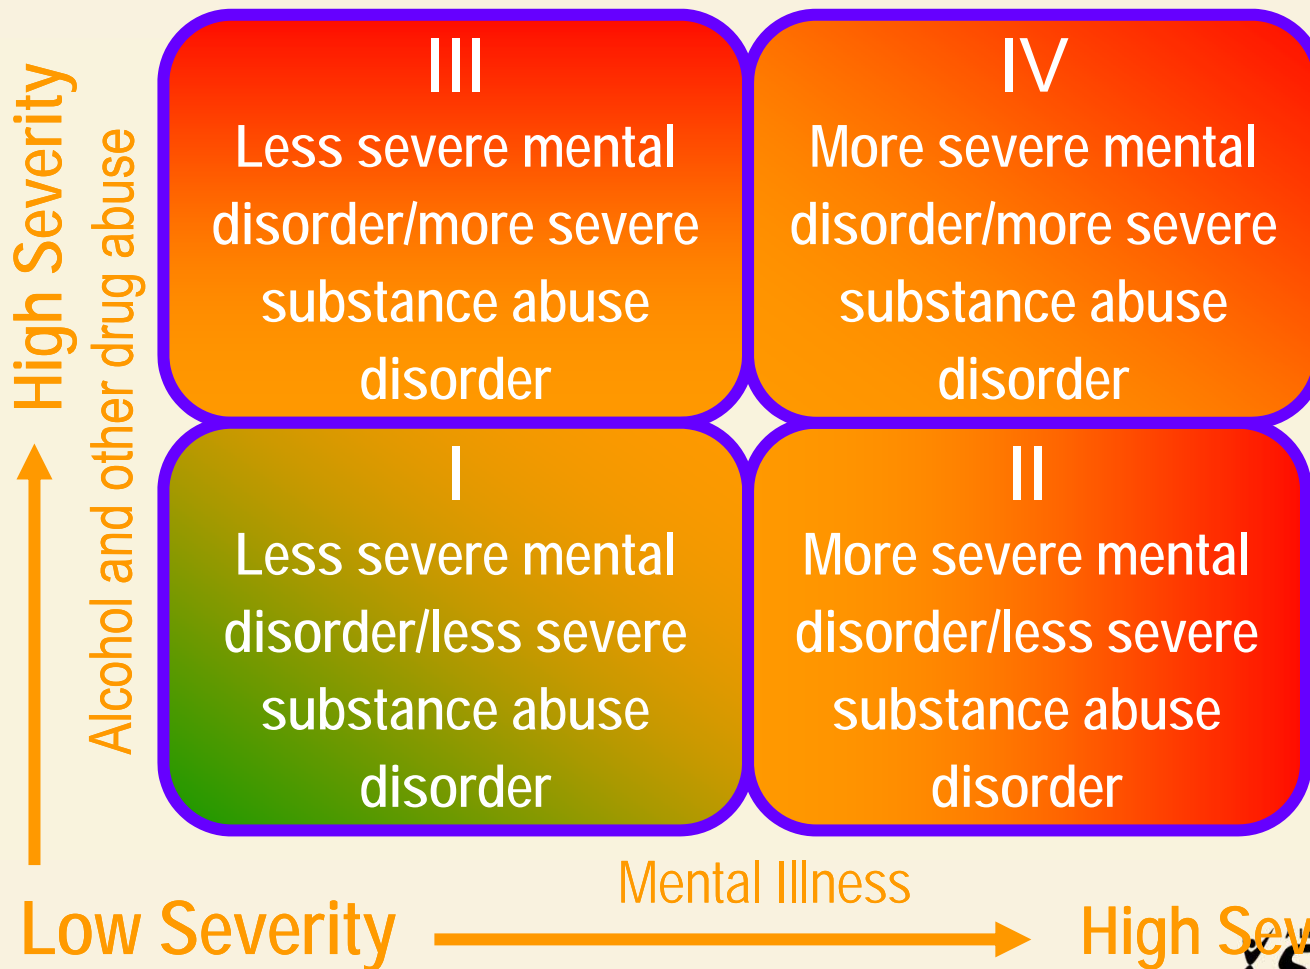 High Severity
Alcohol and other drug abuse
III
Less severe mental
disorder/more severe
substance abuse
disorder
IV
More severe mental
disorder/more severe
substance abuse
disorder
I
Less severe mental
disorder/less severe
substance abuse
disorder
II
More severe mental
disorder/less severe
substance abuse
disorder
Mental Illness
Low Severity
High Sev